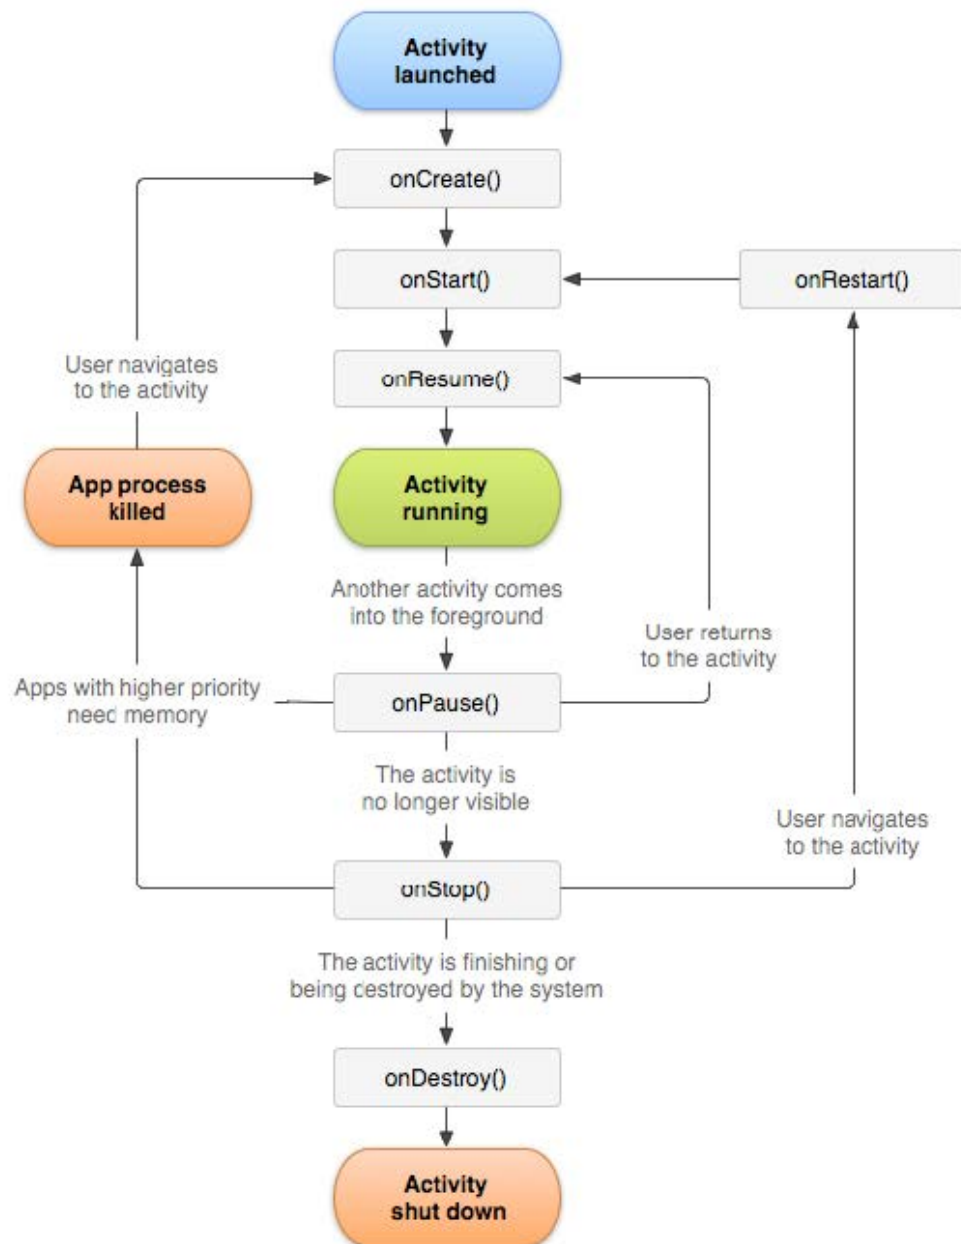 Activity
launched
onCreate()
onStart()
onRestart()
User navigates
to the activity
onResume()
App process
killed
Activity
running
Another activity comes
into the foreground
User returns
to the activity
Apps with higher priority
need memory
onPause()
The activity is
no longer visible
User navigates
to the activity
onStop()
The activity is finishing or
being destroyed by the system
onDestroy()
Activity
shut down